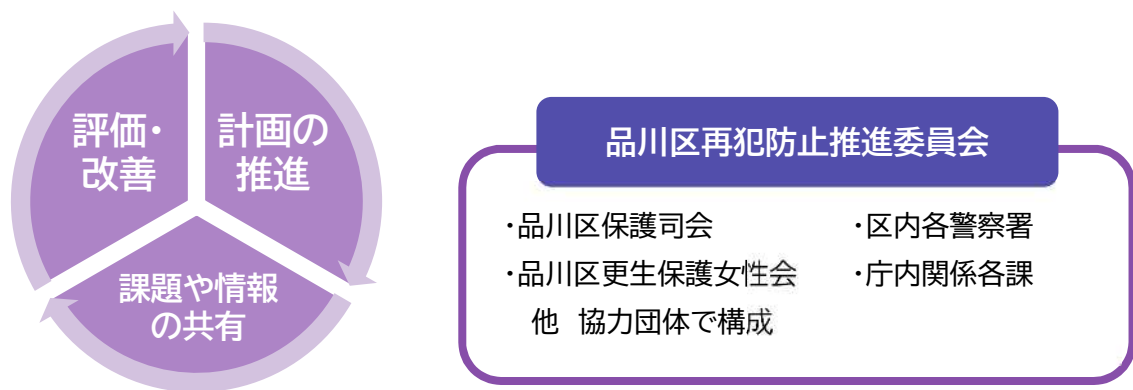 評価・
改善
計画の
推進
課題や情報
の共有
品川区再犯防止推進委員会
・品川区保護司会
・区内各警察署
・品川区更生保護女性会
・庁内関係各課
他 協力団体で構成